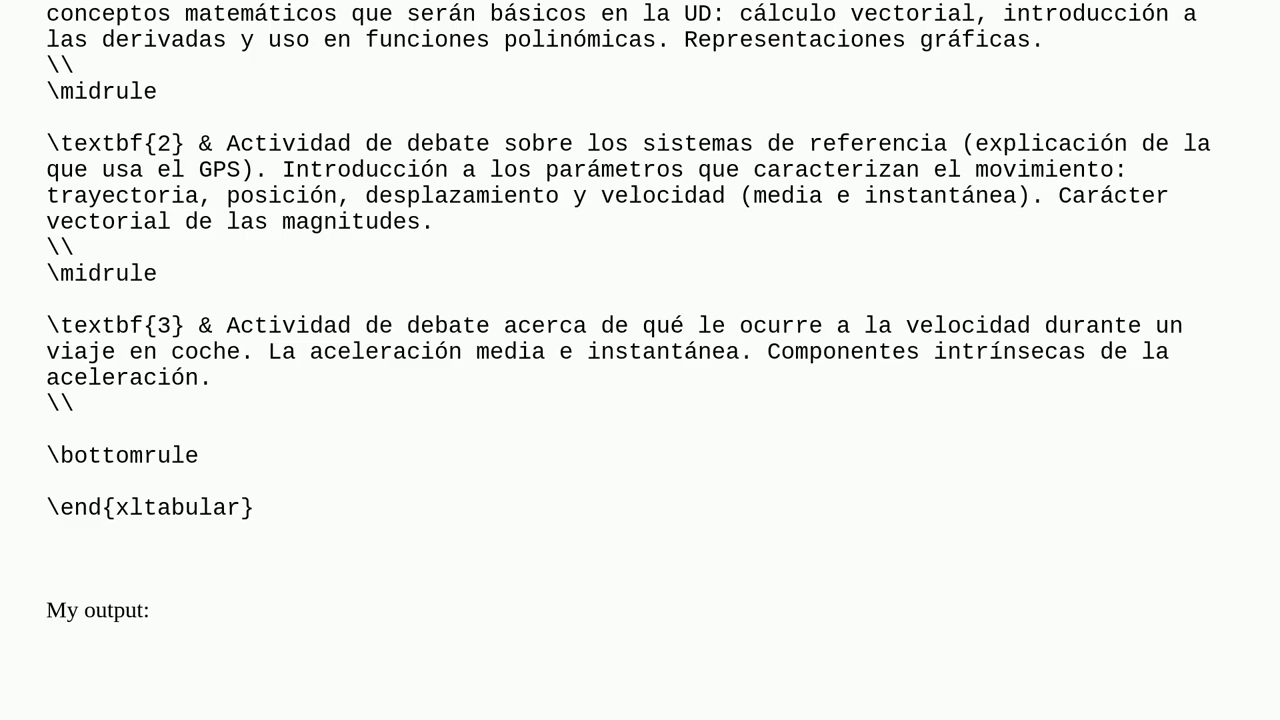 conceptos matemáticos que serán básicos en la UD: cálculo vectorial, introducción a
las derivadas y uso en funciones polinómicas. Representaciones gráficas.
\\
\midrule
\textbf{2} & Actividad de debate sobre los sistemas de referencia (explicación de la
que usa el GPS). Introducción a los parámetros que caracterizan el movimiento:
trayectoria, posición, desplazamiento y velocidad (media e instantánea). Carácter
vectorial de las magnitudes.
\\
\midrule
\textbf{3} & Actividad de debate acerca de qué le ocurre a la velocidad durante un
viaje en coche. La aceleración media e instantánea. Componentes intrínsecas de la
aceleración.
\\
\bottomrule
\end{xltabular}
My output: